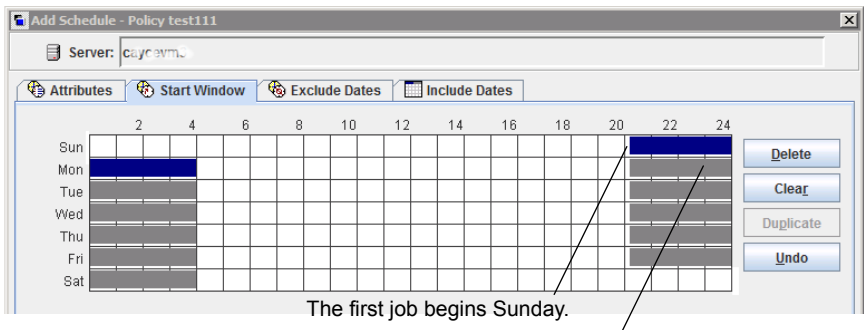 Add Schedule - Policy test111
Server:
Attributes Start Window Exclude Dates Include Dates
2 4 6 8 10 12 14 16 18 20 22 24
Sun
Mon
Tue
Wed
Thu
Fri
Sat
Delete
Clear
Duplicate
Undo
The first job begins Sunday.